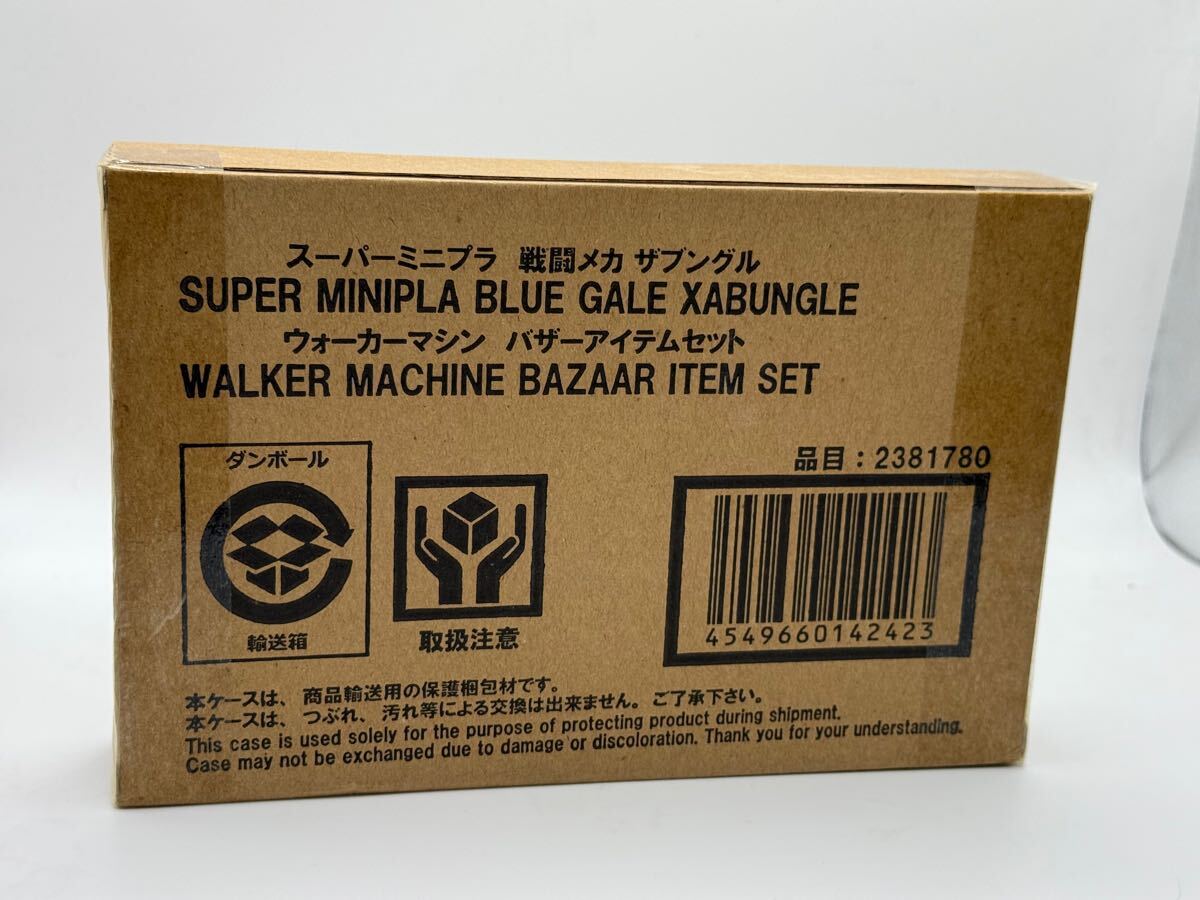 スーパーミニプラ 戦闘メカ ザブングル
SUPER MINIPLA BLUE GALE XABUNGLE
ウォーカーマシン バザーアイテムセット
WALKER MACHINE BAZAAR ITEM SET
ダンボール
輸送箱
取扱注意
品目：2381780
4549660142423
本ケースは、商品輸送用の保護梱包材です。
本ケースは、つぶれ、汚れ等による交換は出来ません。ご了承下さい。
This case is used solely for the purpose of protecting product during shipment.
Case may not be exchanged due to damage or discoloration. Thank you for your understanding.